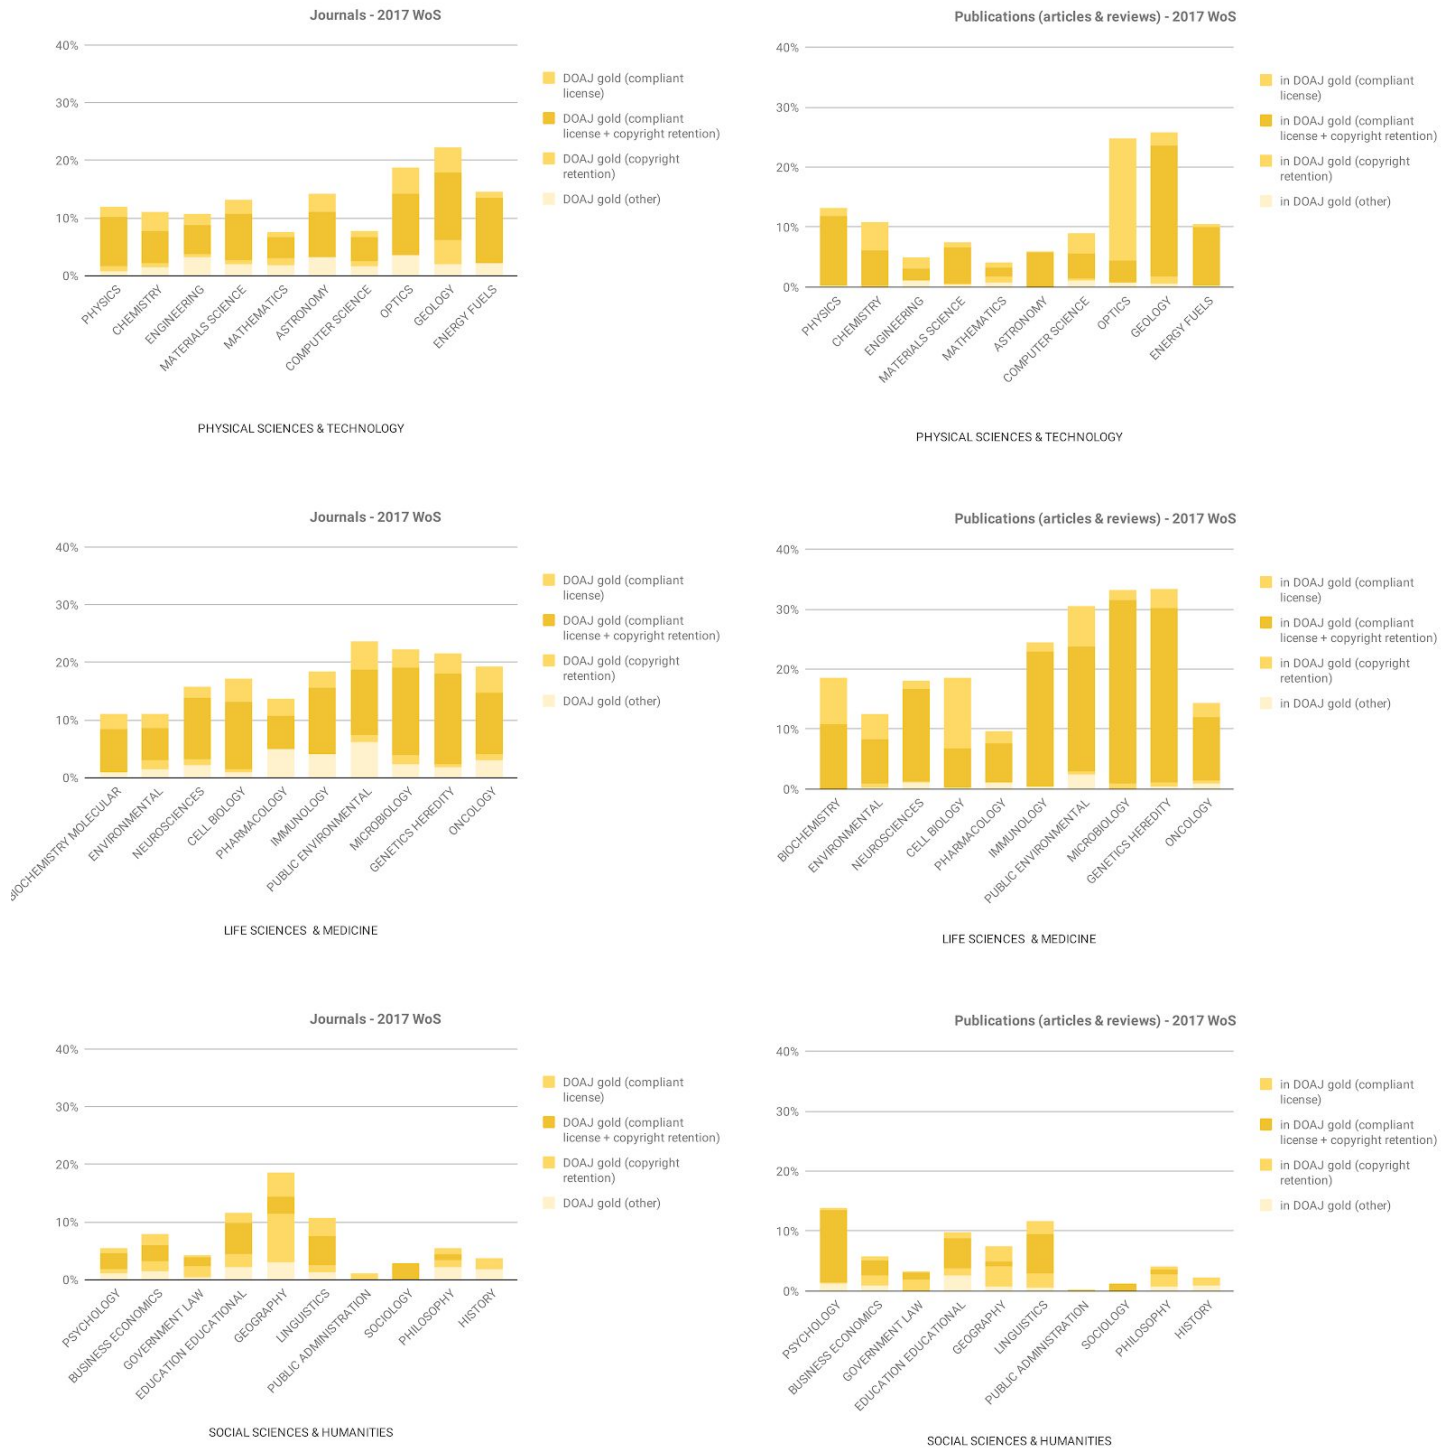 Journals - 2017 WoS
40%
30%
20%
10%
0%
DOAJ gold (compliant
license)
DOAJ gold (compliant
license + copyright retention)
DOAJ gold (copyright
retention)
DOAJ gold (other)
PHYSICS
CHEMISTRY
ENGINEERING
MATERIALS SCIENCE
MATHEMATICS
ASTRONOMY
COMPUTER SCIENCE
OPTICS
GEOLOGY
ENERGY FUELS
PHYSICAL SCIENCES & TECHNOLOGY
Publications (articles & reviews) - 2017 WoS
40%
30%
20%
10%
0%
in DOAJ gold (compliant
license)
in DOAJ gold (compliant
license + copyright retention)
in DOAJ gold (copyright
retention)
in DOAJ gold (other)
PHYSICS
CHEMISTRY
ENGINEERING
MATERIALS SCIENCE
MATHEMATICS
ASTRONOMY
COMPUTER SCIENCE
OPTICS
GEOLOGY
ENERGY FUELS
PHYSICAL SCIENCES & TECHNOLOGY
Journals - 2017 WoS
40%
30%
20%
10%
0%
DOAJ gold (compliant
license)
DOAJ gold (compliant
license + copyright retention)
DOAJ gold (copyright
retention)
DOAJ gold (other)
BIOCHEMISTRY MOLECULAR
ENVIRONMENTAL
NEUROSCIENCES
CELL BIOLOGY
PHARMACOLOGY
IMMUNOLOGY
PUBLIC ENVIRONMENTAL
MICROBIOLOGY
GENETICS HEREDITY
ONCOLOGY
LIFE SCIENCES & MEDICINE
Publications (articles & reviews) - 2017 WoS
40%
30%
20%
10%
0%
in DOAJ gold (compliant
license)
in DOAJ gold (compliant
license + copyright retention)
in DOAJ gold (copyright
retention)
in DOAJ gold (other)
BIOCHEMISTRY
ENVIRONMENTAL
NEUROSCIENCES
CELL BIOLOGY
PHARMACOLOGY
IMMUNOLOGY
PUBLIC ENVIRONMENTAL
MICROBIOLOGY
GENETICS HEREDITY
ONCOLOGY
LIFE SCIENCES & MEDICINE
Journals - 2017 WoS
40%
30%
20%
10%
0%
DOAJ gold (compliant
license)
DOAJ gold (compliant
license + copyright retention)
DOAJ gold (copyright
retention)
DOAJ gold (other)
PSYCHOLOGY
BUSINESS ECONOMICS
GOVERNMENT LAW
EDUCATION EDUCATIONAL
GEOGRAPHY
LINGUISTICS
PUBLIC ADMINISTRATION
SOCIOLOGY
PHILOSOPHY
HISTORY
SOCIAL SCIENCES & HUMANITIES
Publications (articles & reviews) - 2017 WoS
40%
30%
20%
10%
0%
in DOAJ gold (compliant
license)
in DOAJ gold (compliant
license + copyright retention)
in DOAJ gold (copyright
retention)
in DOAJ gold (other)
PSYCHOLOGY
BUSINESS ECONOMICS
GOVERNMENT LAW
EDUCATION EDUCATIONAL
GEOGRAPHY
LINGUISTICS
PUBLIC ADMINISTRATION
SOCIOLOGY
PHILOSOPHY
HISTORY
SOCIAL SCIENCES & HUMANITIES